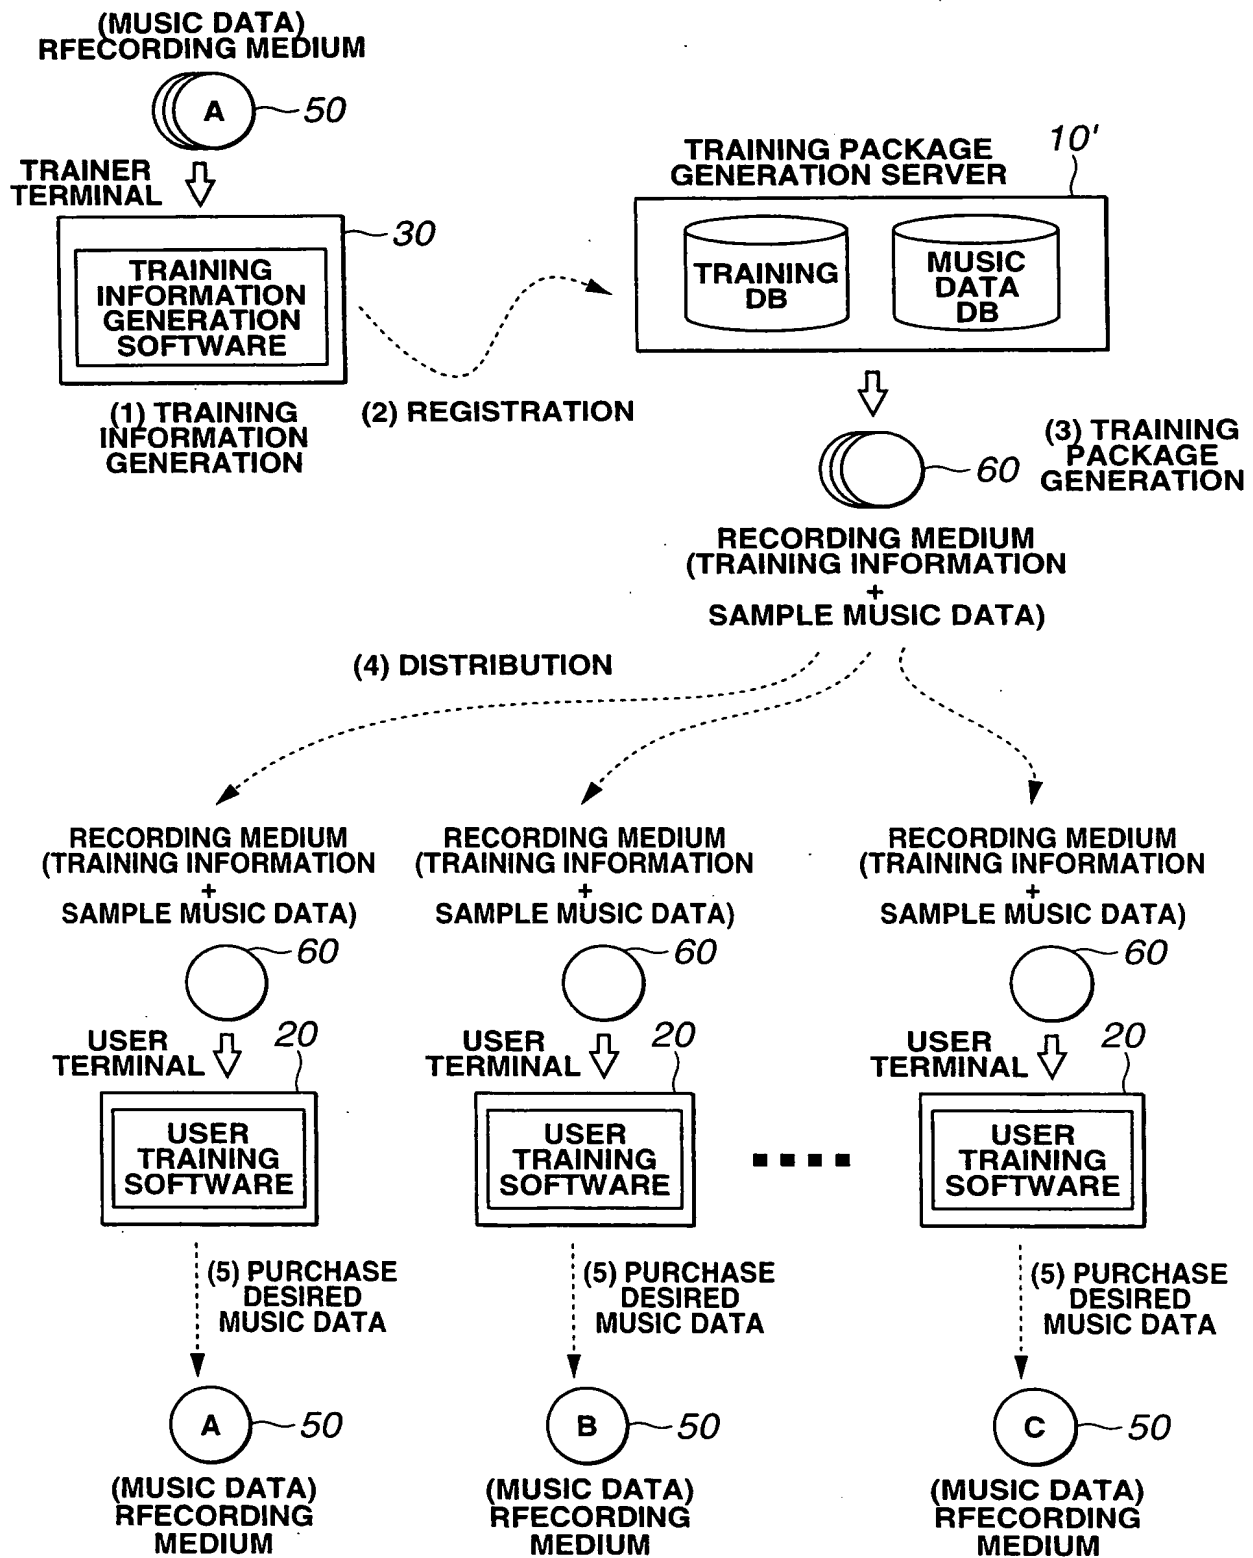 (MUSIC DATA)
RFECORDING MEDIUM
A
50
TRAINER
TERMINAL
30
TRAINING
INFORMATION
GENERATION
SOFTWARE
(1) TRAINING
INFORMATION
GENERATION
(2) REGISTRATION
TRAINING PACKAGE
GENERATION SERVER
10'
TRAINING
DB
MUSIC
DATA
DB
60
(3) TRAINING
PACKAGE
GENERATION
RECORDING MEDIUM
(TRAINING INFORMATION
+
SAMPLE MUSIC DATA)
(4) DISTRIBUTION
RECORDING MEDIUM
(TRAINING INFORMATION
+
SAMPLE MUSIC DATA)
60
USER
TERMINAL
20
USER
TRAINING
SOFTWARE
(5) PURCHASE
DESIRED
MUSIC DATA
A
50
(MUSIC DATA)
RFECORDING
MEDIUM
RECORDING MEDIUM
(TRAINING INFORMATION
+
SAMPLE MUSIC DATA)
60
USER
TERMINAL
20
USER
TRAINING
SOFTWARE
(5) PURCHASE
DESIRED
MUSIC DATA
B
50
(MUSIC DATA)
RFECORDING
MEDIUM
RECORDING MEDIUM
(TRAINING INFORMATION
+
SAMPLE MUSIC DATA)
60
USER
TERMINAL
20
USER
TRAINING
SOFTWARE
(5) PURCHASE
DESIRED
MUSIC DATA
C
50
(MUSIC DATA)
RFECORDING
MEDIUM